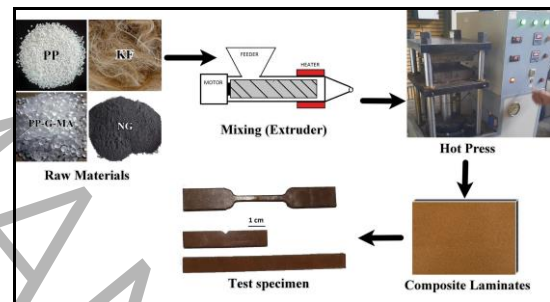 PP
KF
PP-G-MA
NG
Raw Materials
FEEDER
HEATER
MOTOR
Mixing (Extruder)
Hot Press
1 cm
Test specimen
Composite Laminates